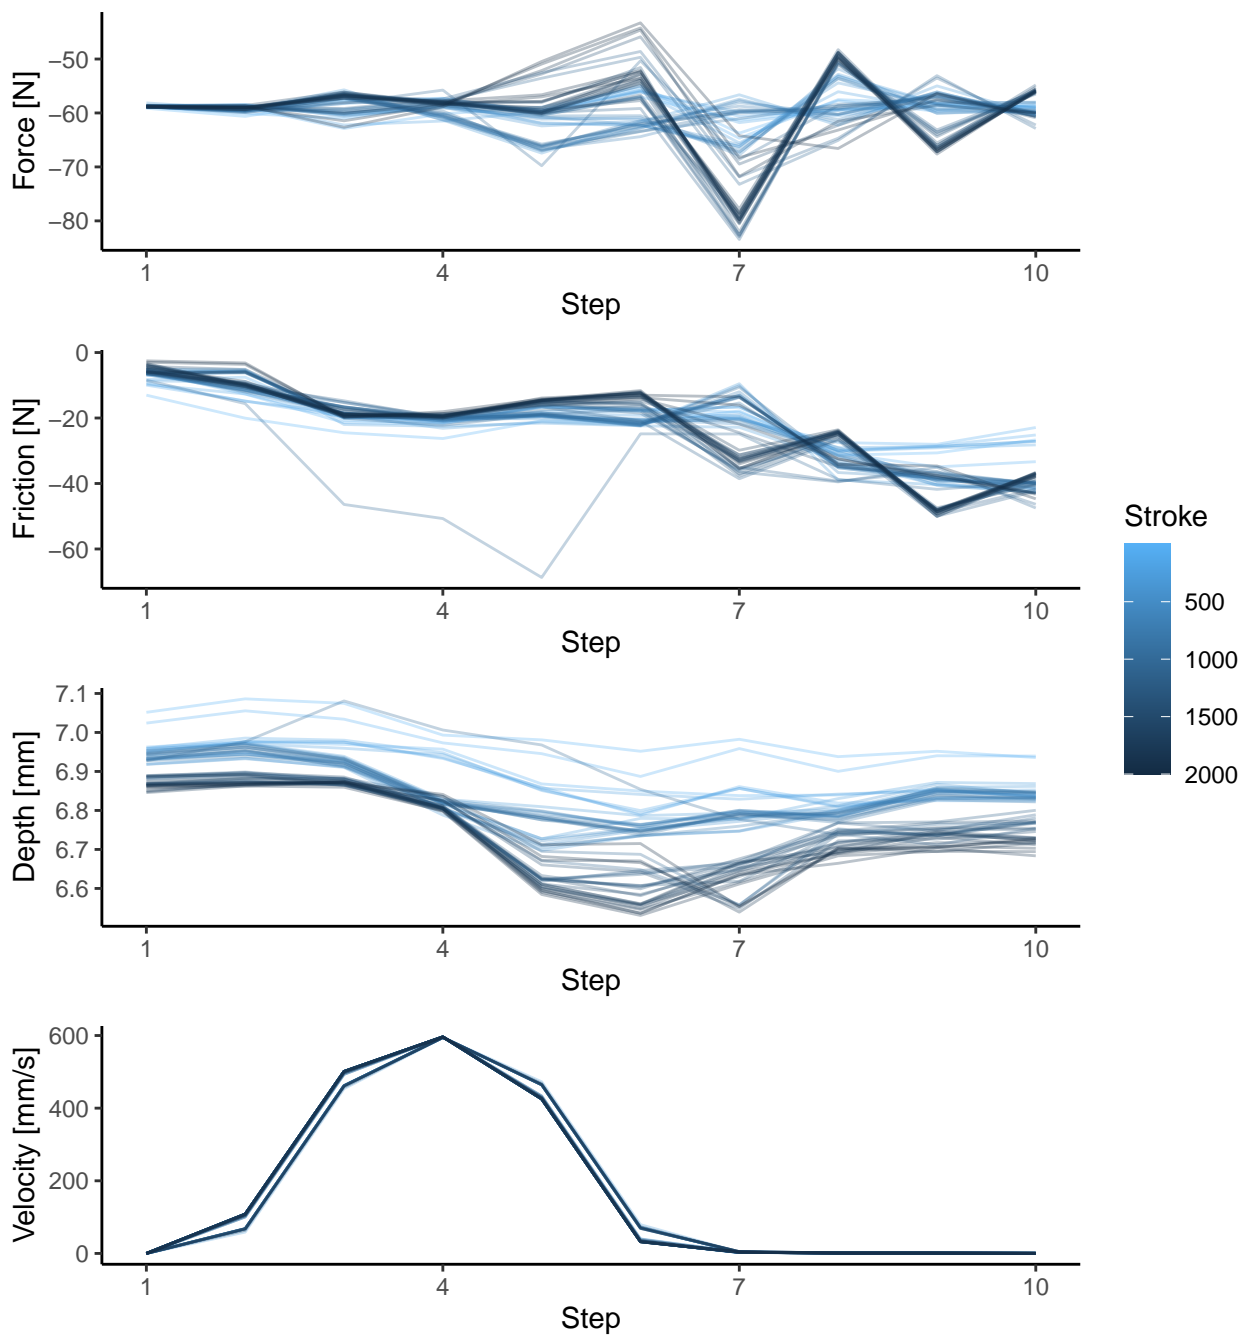 Force [N]
−50
−60
−70
−80
1 4 7 10
Step
Friction [N]
0
−20
−40
−60
1 4 7 10
Step
Depth [mm]
7.1
7.0
6.9
6.8
6.7
6.6
1 4 7 10
Step
Velocity [mm/s]
600
400
200
0
1 4 7 10
Step
Stroke
500
1000
1500
2000